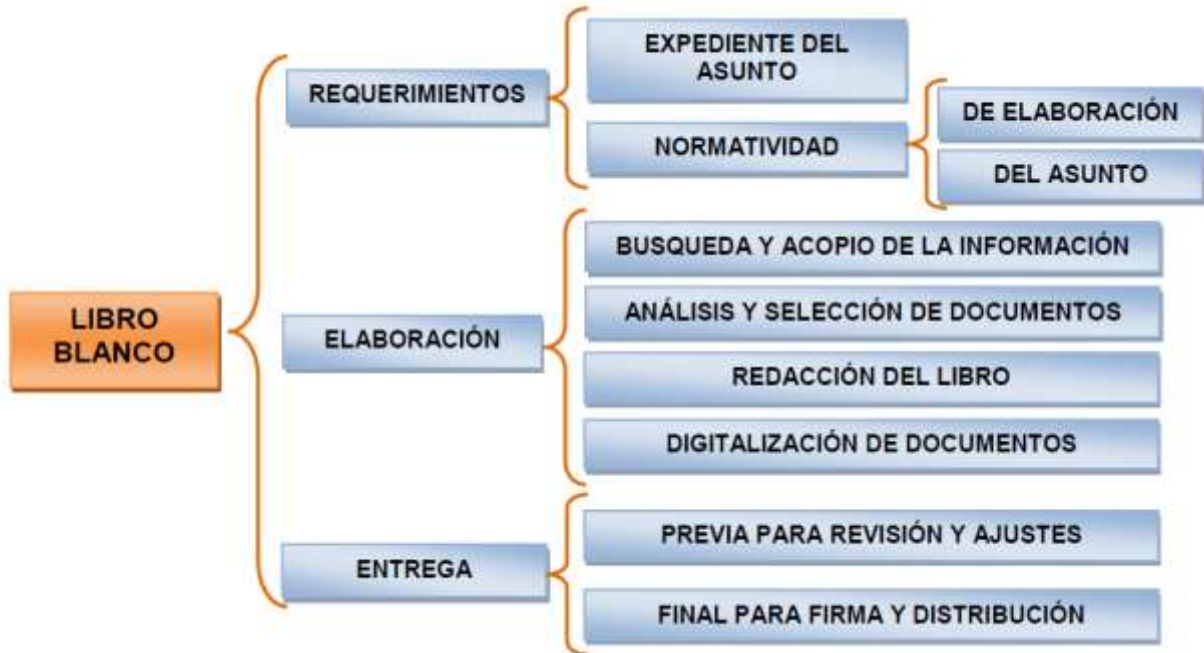 LIBRO
BLANCO
REQUERIMIENTOS
EXPEDIENTE DEL
ASUNTO
NORMATIVIDAD
DE ELABORACIÓN
DEL ASUNTO
ELABORACIÓN
BUSQUEDA Y ACOPIO DE LA INFORMACIÓN
ANÁLISIS Y SELECCIÓN DE DOCUMENTOS
REDACCIÓN DEL LIBRO
DIGITALIZACIÓN DE DOCUMENTOS
ENTREGA
PREVIA PARA REVISIÓN Y AJUSTES
FINAL PARA FIRMA Y DISTRIBUCIÓN